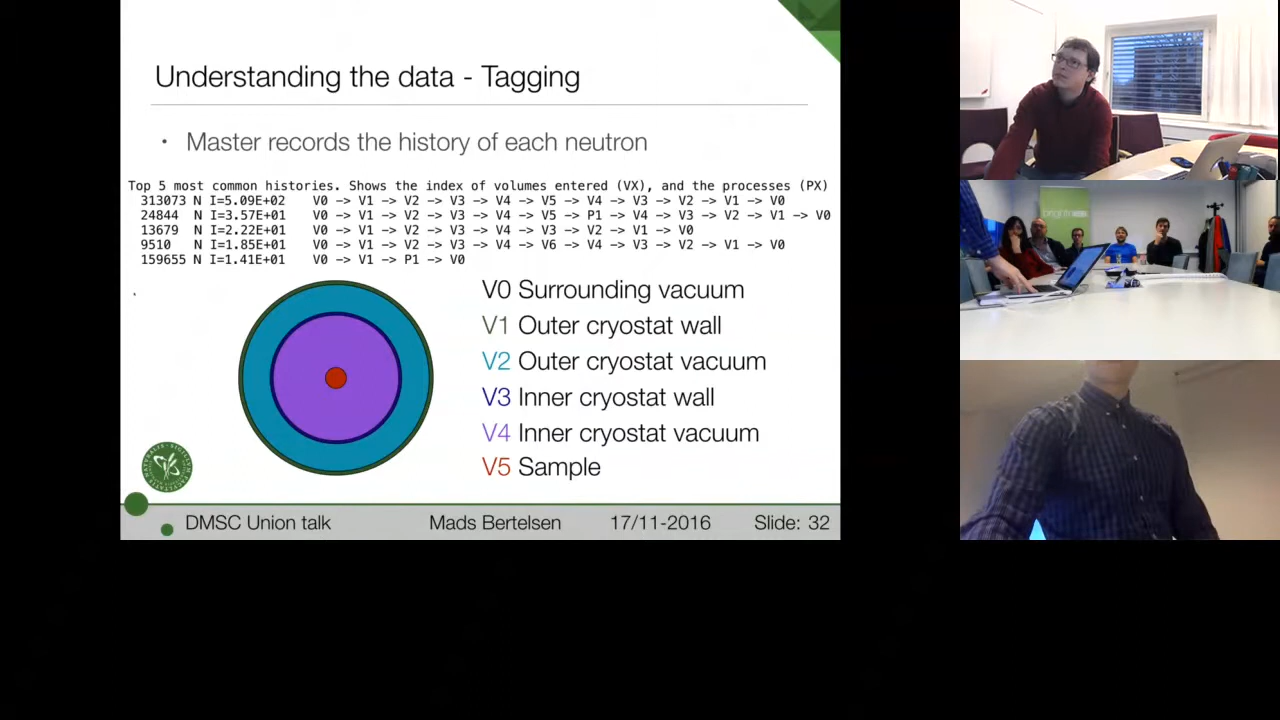 Understanding the data - Tagging
• Master records the history of each neutron
Top 5 most common histories. Shows the index of volumes entered (VX), and the processes (PX)
313073 N I=5.09E+02 V0 -> V1 -> V2 -> V3 -> V4 -> V5 -> V4 -> V3 -> V2 -> V1 -> V0
24844 N I=3.57E+01 V0 -> V1 -> V2 -> V3 -> V4 -> V5 -> P1 -> V4 -> V3 -> V2 -> V1 -> V0
13679 N I=2.22E+01 V0 -> V1 -> V2 -> V3 -> V4 -> V3 -> V2 -> V1 -> V0
9510 N I=1.85E+01 V0 -> V1 -> V2 -> V3 -> V4 -> V6 -> V4 -> V3 -> V2 -> V1 -> V0
159655 N I=1.41E+01 V0 -> V1 -> P1 -> V0
V0 Surrounding vacuum
V1 Outer cryostat wall
V2 Outer cryostat vacuum
V3 Inner cryostat wall
V4 Inner cryostat vacuum
V5 Sample
DMSC Union talk Mads Bertelsen 17/11-2016 Slide: 32